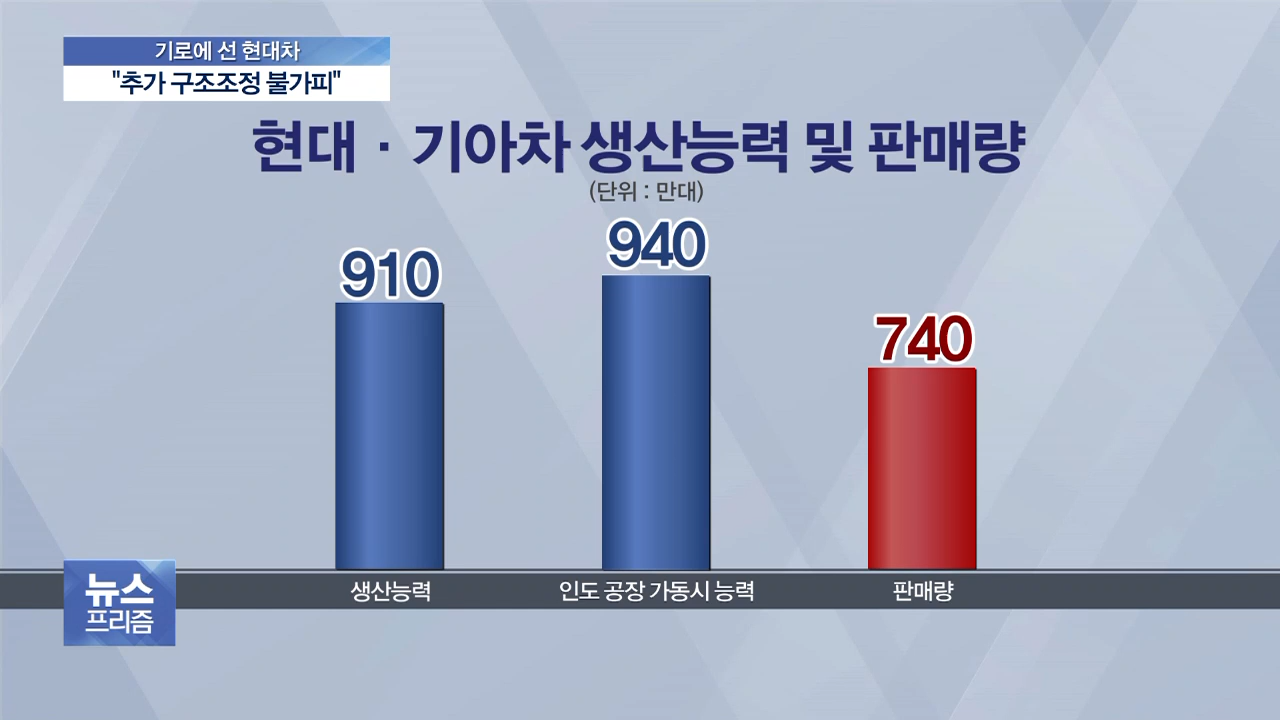 기로에 선 현대차
"추가 구조조정 불가피"
현대 · 기아차 생산능력 및 판매량
(단위 : 만대)
910
940
740
생산능력
인도 공장 가동시 능력
판매량
뉴스
프리즘